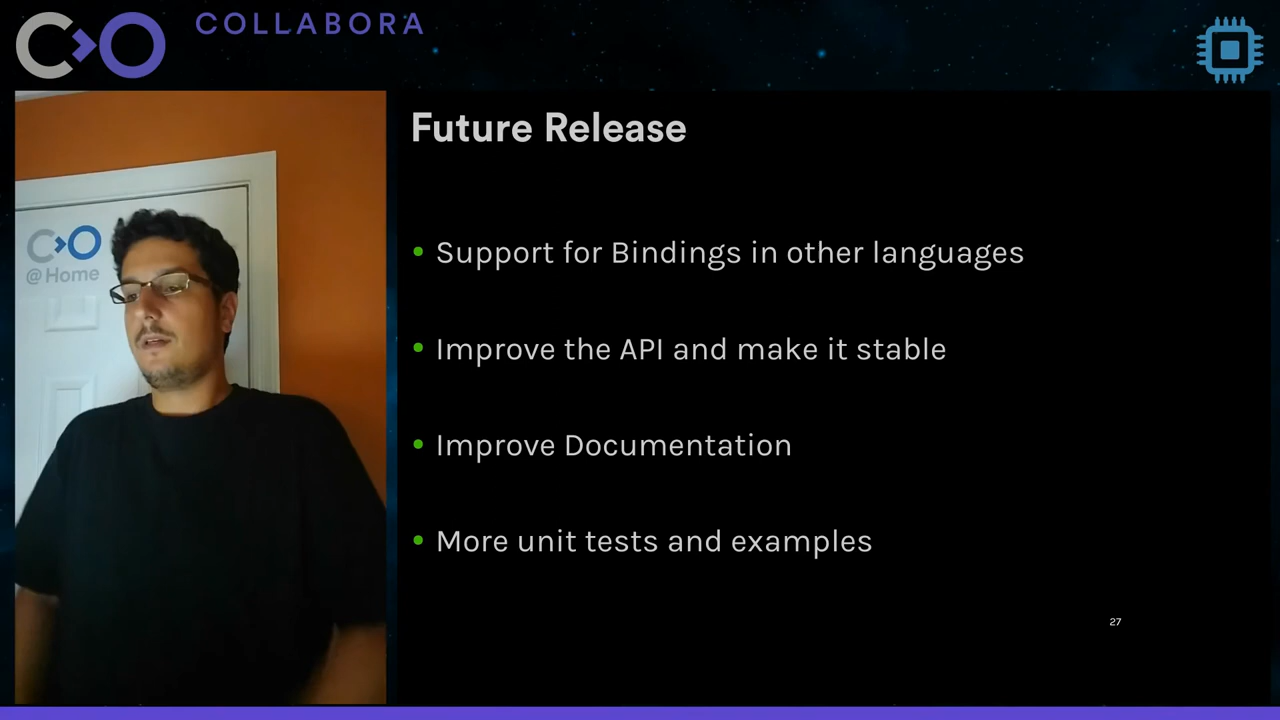 COLLABORA
@Home
Future Release
• Support for Bindings in other languages
• Improve the API and make it stable
• Improve Documentation
• More unit tests and examples
27